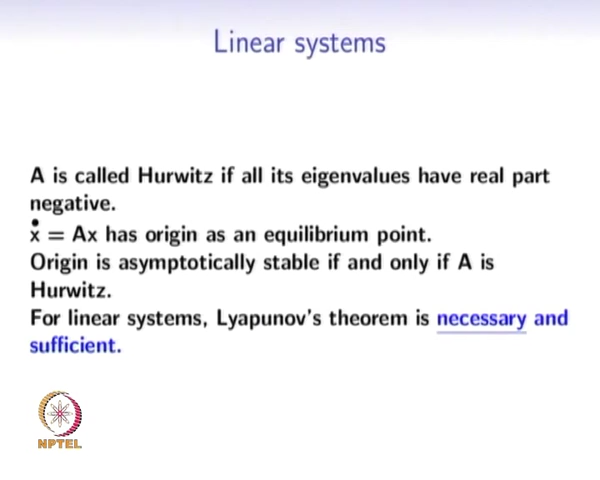 Linear systems
A is called Hurwitz if all its eigenvalues have real part
negative.
ẋ = Ax has origin as an equilibrium point.
Origin is asymptotically stable if and only if A is
Hurwitz.
For linear systems, Lyapunov's theorem is necessary and
sufficient.
NPTEL